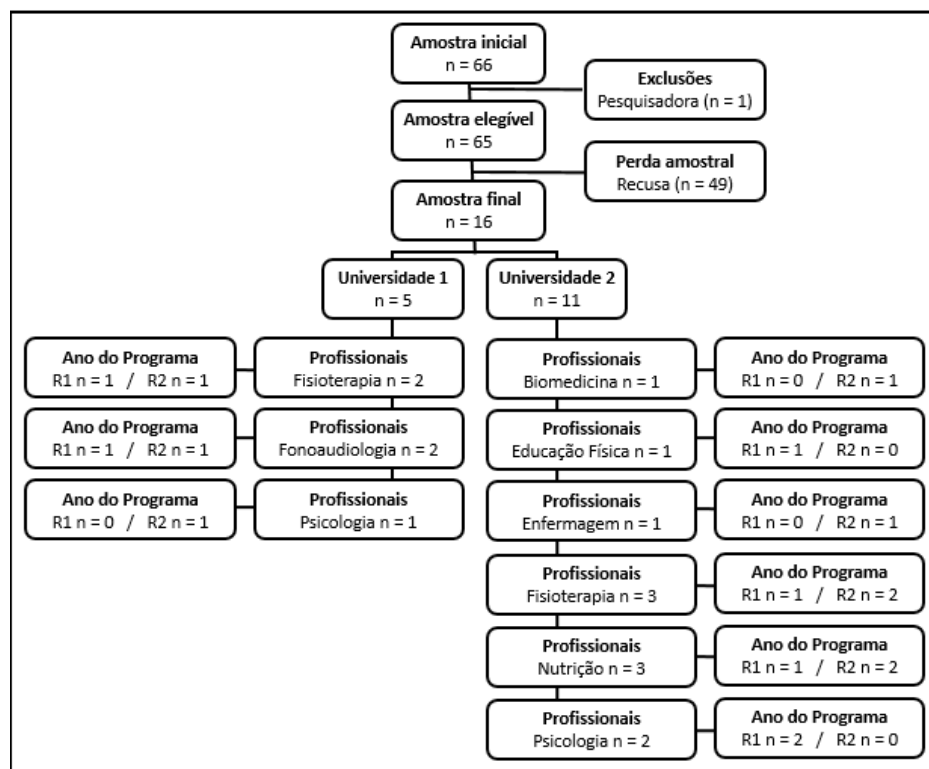 Amostra inicial
n = 66
Exclusões
Pesquisadora (n = 1)
Amostra elegível
n = 65
Perda amostral
Recusa (n = 49)
Amostra final
n = 16
Universidade 1
n = 5
Universidade 2
n = 11
Ano do Programa
R1 n = 1 / R2 n = 1
Profissionais
Fisioterapia n = 2
Ano do Programa
R1 n = 1 / R2 n = 1
Profissionais
Fonoaudiologia n = 2
Ano do Programa
R1 n = 0 / R2 n = 1
Profissionais
Psicologia n = 1
Profissionais
Biomedicina n = 1
Ano do Programa
R1 n = 0 / R2 n = 1
Profissionais
Educação Física n = 1
Ano do Programa
R1 n = 1 / R2 n = 0
Profissionais
Enfermagem n = 1
Ano do Programa
R1 n = 0 / R2 n = 1
Profissionais
Fisioterapia n = 3
Ano do Programa
R1 n = 1 / R2 n = 2
Profissionais
Nutrição n = 3
Ano do Programa
R1 n = 1 / R2 n = 2
Profissionais
Psicologia n = 2
Ano do Programa
R1 n = 2 / R2 n = 0